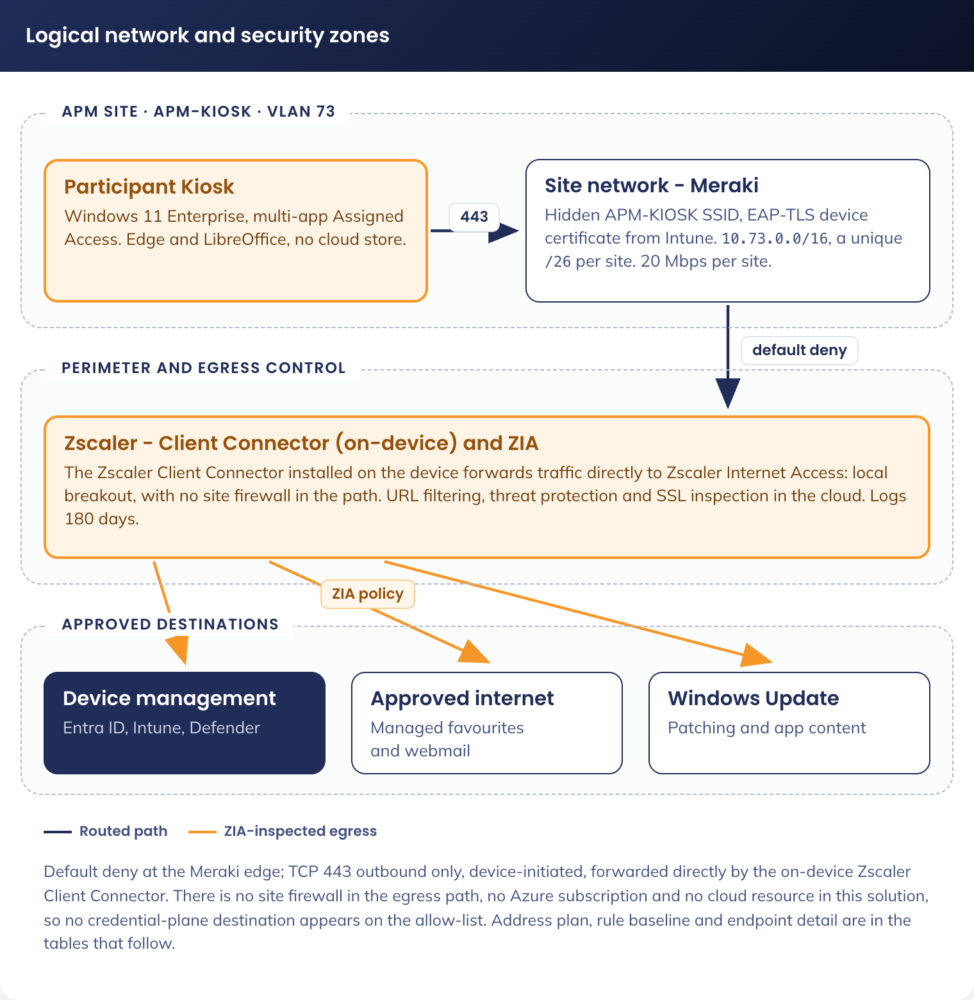 Logical network and security zones
APM SITE · APM-KIOSK · VLAN 73
Participant Kiosk
Windows 11 Enterprise, multi-app Assigned
Access. Edge and LibreOffice, no cloud store.
443
Site network - Meraki
Hidden APM-KIOSK SSID, EAP-TLS device
certificate from Intune. 10.73.0.0/16, a unique
/26 per site. 20 Mbps per site.
default deny
PERIMETER AND EGRESS CONTROL
Zscaler - Client Connector (on-device) and ZIA
The Zscaler Client Connector installed on the device forwards traffic directly to Zscaler Internet Access: local
breakout, with no site firewall in the path. URL filtering, threat protection and SSL inspection in the cloud. Logs
180 days.
ZIA policy
APPROVED DESTINATIONS
Device management
Entra ID, Intune, Defender
Approved internet
Managed favourites
and webmail
Windows Update
Patching and app content
Routed path
ZIA-inspected egress
Default deny at the Meraki edge; TCP 443 outbound only, device-initiated, forwarded directly by the on-device Zscaler
Client Connector. There is no site firewall in the egress path, no Azure subscription and no cloud resource in this solution,
so no credential-plane destination appears on the allow-list. Address plan, rule baseline and endpoint detail are in the
tables that follow.